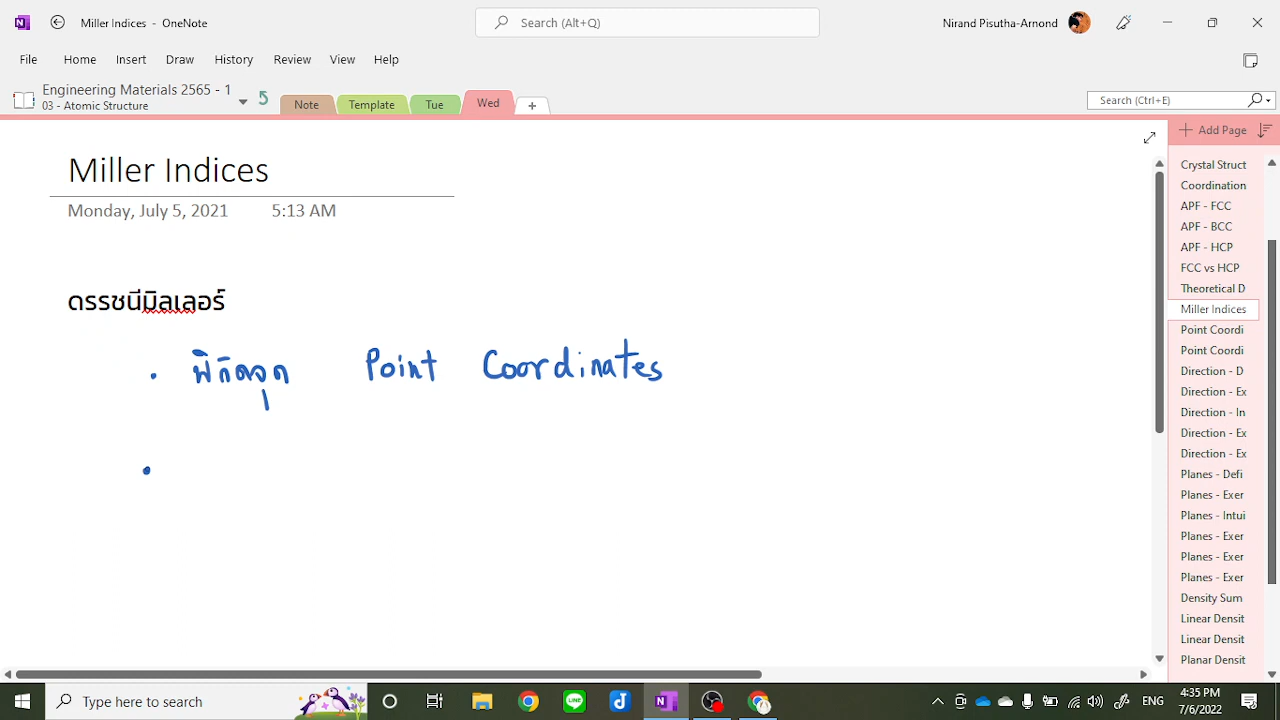 Miller Indices - OneNote
Search (Alt+Q)
Nirand Pisutha-Arnond
File Home Insert Draw History Review View Help
Engineering Materials 2565 - 1
03 - Atomic Structure
Note Template Tue Wed +
Search (Ctrl+E)
Add Page
Miller Indices
Monday, July 5, 2021 5:13 AM
ดรรชนีมิลเลอร์
• พิกัดจุด Point Coordinates
•
Crystal Struct
Coordination
APF - FCC
APF - BCC
APF - HCP
FCC vs HCP
Theoretical D
Miller Indices
Point Coordi
Point Coordi
Direction - D
Direction - Ex
Direction - In
Direction - Ex
Direction - Ex
Planes - Defi
Planes - Exer
Planes - Intui
Planes - Exer
Planes - Exer
Planes - Exer
Density Sum
Linear Densit
Linear Densit
Planar Densit
Type here to search
LINE
ENG
4:35 PM
7/6/2022